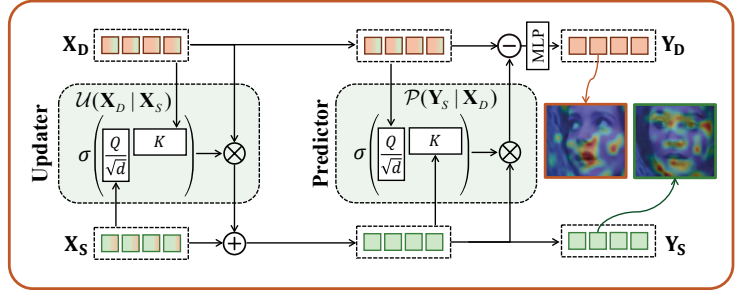 X_D
Y_D
MLP
U(X_D | X_S)
P(Y_S | X_D)
Updater
σ(Q/√d K)
Predictor
σ(Q/√d K)
X_S
Y_S